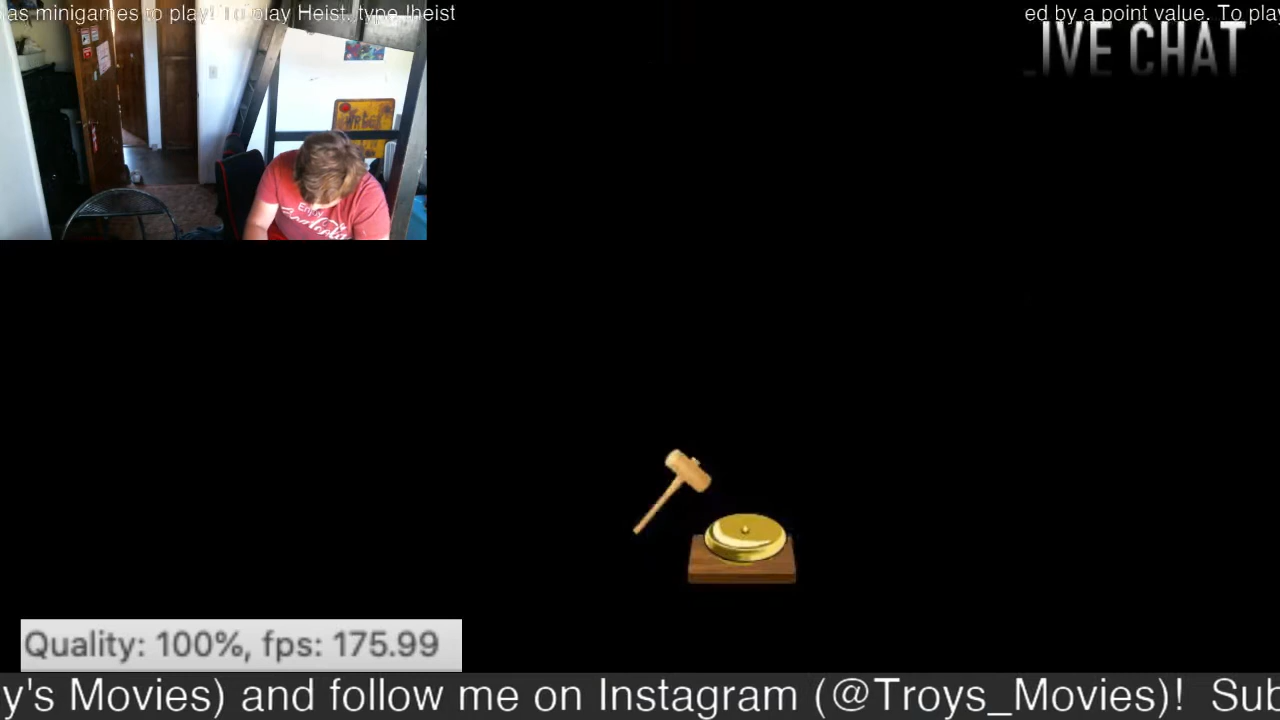 as minigames to play! To play Heist, type !heist
ed by a point value. To play
IVE CHAT
Enjoy
Quality: 100%, fps: 175.99
y's Movies) and follow me on Instagram (@Troys_Movies)! Sub